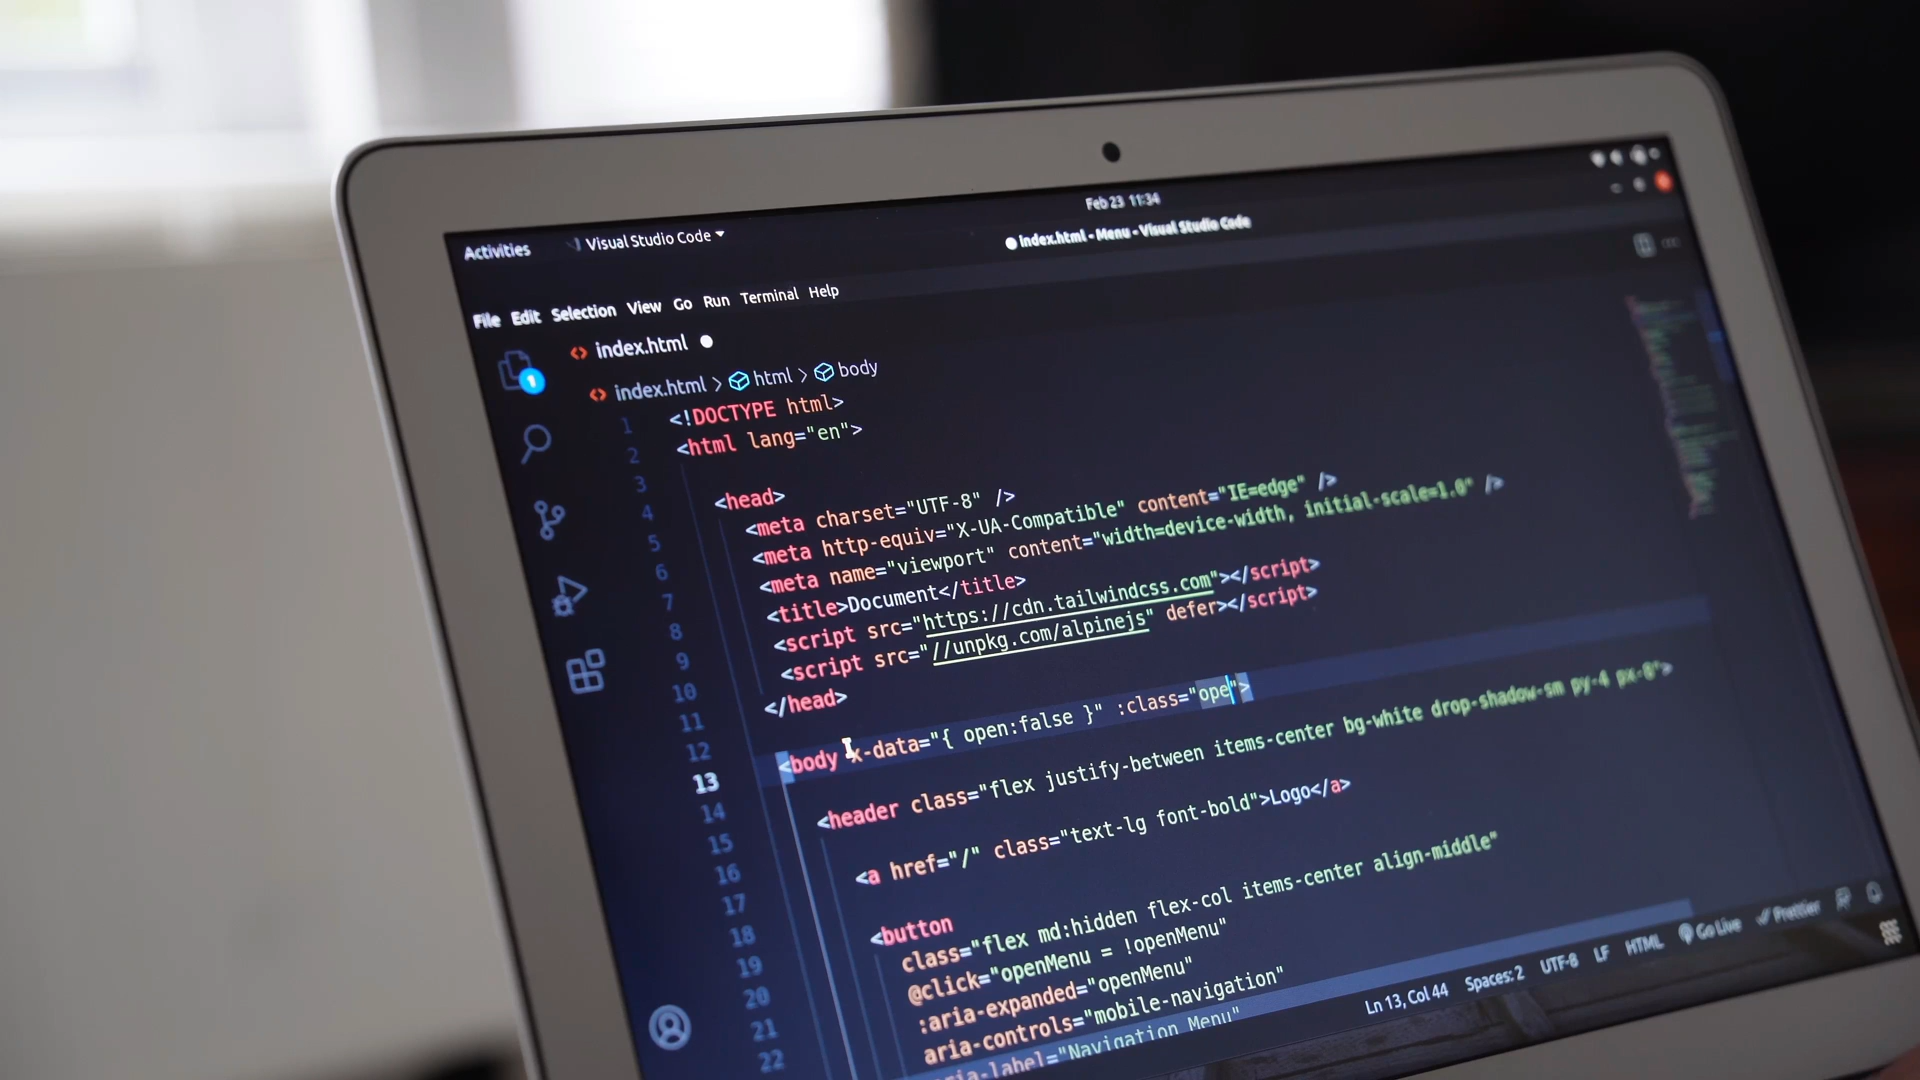 Feb 23 11:34
Activities Visual Studio Code
index.html - Menu - Visual Studio Code
File Edit Selection View Go Run Terminal Help
index.html
1
index.html > html > body
1 <!DOCTYPE html>
2 <html lang="en">
3
4 <head>
5 <meta charset="UTF-8" />
6 <meta http-equiv="X-UA-Compatible" content="IE=edge" />
7 <meta name="viewport" content="width=device-width, initial-scale=1.0" />
8 <title>Document</title>
9 <script src="https://cdn.tailwindcss.com"></script>
10 <script src="//unpkg.com/alpinejs" defer></script>
11 </head>
12
13 <body x-data="{ open:false }" :class="ope">
14
15 <header class="flex justify-between items-center bg-white drop-shadow-sm py-4 px-8">
16
17 <a href="/" class="text-lg font-bold">Logo</a>
18
19 <button
20 class="flex md:hidden flex-col items-center align-middle"
21 @click="openMenu = !openMenu"
22 :aria-expanded="openMenu"
aria-controls="mobile-navigation"
aria-label="Navigation Menu"
Ln 13, Col 44 Spaces: 2 UTF-8 LF HTML Go Live Prettier